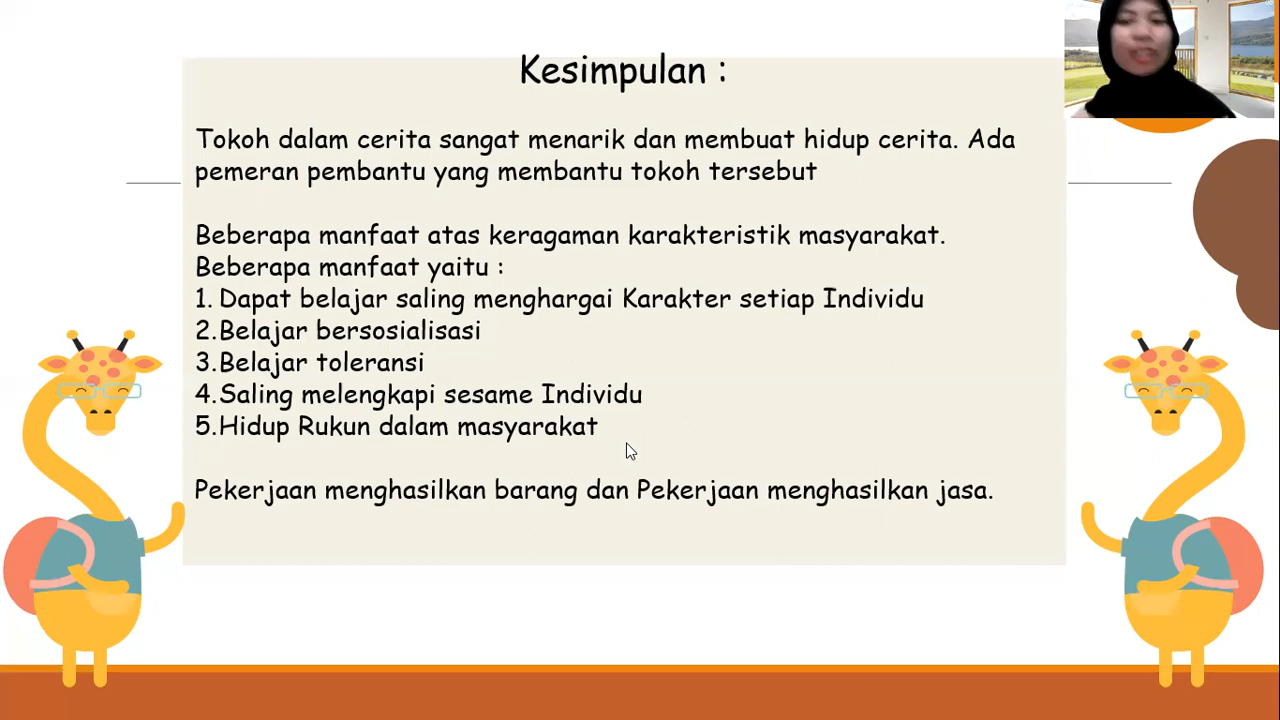 Kesimpulan :
Tokoh dalam cerita sangat menarik dan membuat hidup cerita. Ada
pemeran pembantu yang membantu tokoh tersebut
Beberapa manfaat atas keragaman karakteristik masyarakat.
Beberapa manfaat yaitu :
1. Dapat belajar saling menghargai Karakter setiap Individu
2.Belajar bersosialisasi
3.Belajar toleransi
4.Saling melengkapi sesame Individu
5.Hidup Rukun dalam masyarakat
Pekerjaan menghasilkan barang dan Pekerjaan menghasilkan jasa.